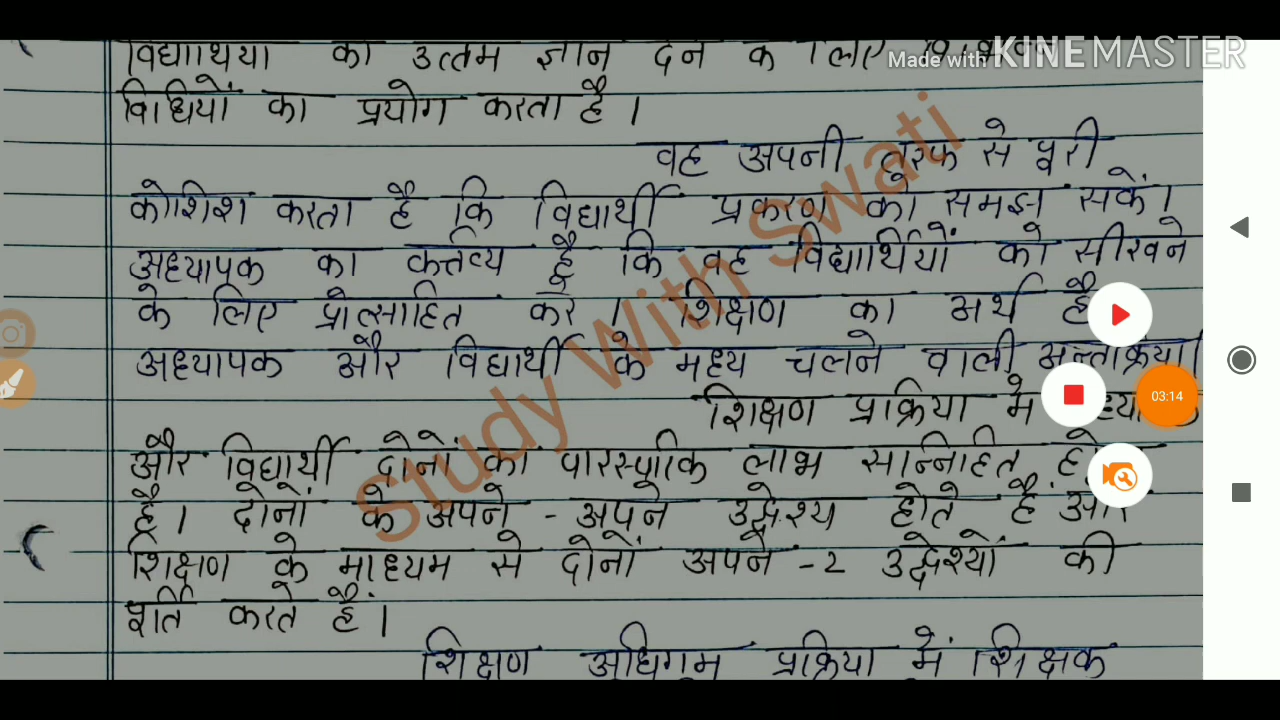 विद्यार्थियों को उत्तम ज्ञान देने के लिए
Made with KINEMASTER
विधियों का प्रयोग करता है ।
वह अपनी तरफ से पूरी
कोशिश करता है कि विद्यार्थी प्रकरण को समझ सकें।
अध्यापक का कर्त्तव्य है कि वह विद्यार्थियों को सीखने
के लिए प्रोत्साहित करे । शिक्षण का अर्थ है
अध्यापक और विद्यार्थी के मध्य चलने वाली अन्तक्रिया।
शिक्षण प्रक्रिया में
03:14
और विद्यार्थी दोनों का पारस्परिक लाभ सन्निहित
है। दोनों के अपने - अपने उद्देश्य होते हैं और
शिक्षण के माध्यम से दोनों अपने -2 उद्देश्यों की
पूर्ति करते हैं।
शिक्षण अधिगम प्रक्रिया में शिक्षक
Study With Swati